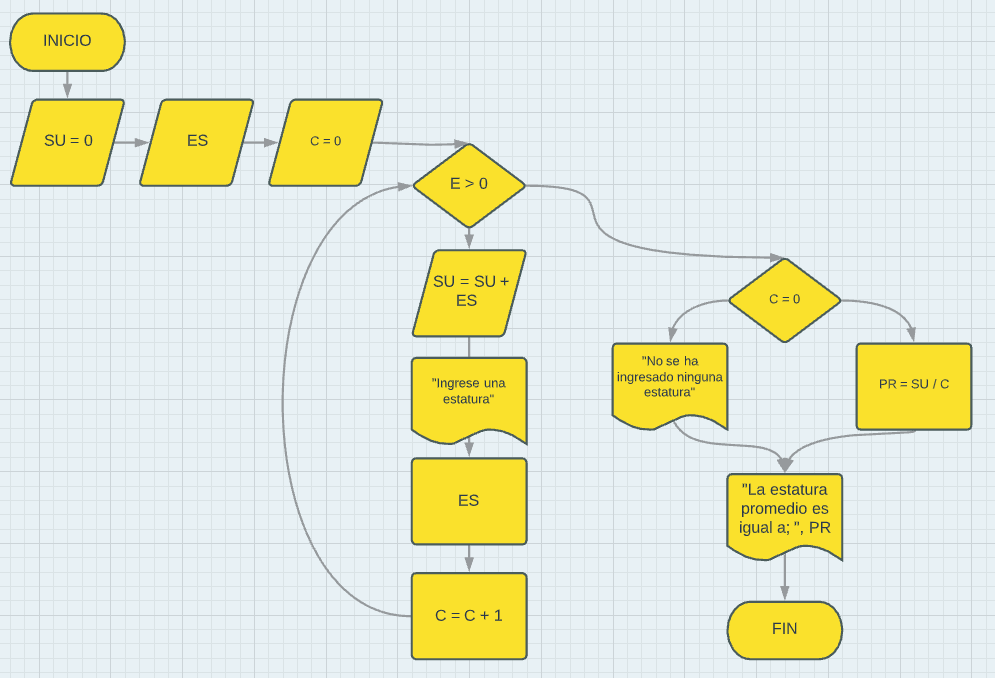 INICIO
SU = 0
ES
C = 0
E > 0
SU = SU +
ES
"Ingrese una
estatura"
ES
C = C + 1
C = 0
"No se ha
ingresado ninguna
estatura"
PR = SU / C
"La estatura
promedio es
igual a; ", PR
FIN